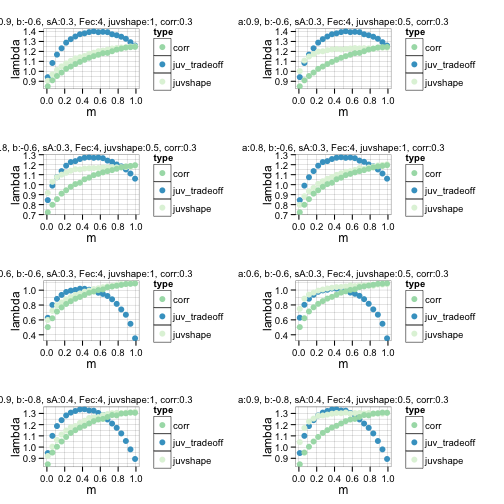 0.9, b:-0.6, sA:0.3, Fec:4, juvshape:1, corr:0.3
lambda
1.4
1.3
1.2
1.1
1.0
0.9
0.0 0.2 0.4 0.6 0.8 1.0
m
type
corr
juv_tradeoff
juvshape
a:0.9, b:-0.6, sA:0.3, Fec:4, juvshape:0.5, corr:0.3
lambda
1.4
1.3
1.2
1.1
1.0
0.9
0.0 0.2 0.4 0.6 0.8 1.0
m
type
corr
juv_tradeoff
juvshape
.8, b:-0.6, sA:0.3, Fec:4, juvshape:0.5, corr:0.3
lambda
1.3
1.2
1.1
1.0
0.9
0.8
0.7
0.0 0.2 0.4 0.6 0.8 1.0
m
type
corr
juv_tradeoff
juvshape
a:0.8, b:-0.6, sA:0.3, Fec:4, juvshape:1, corr:0.3
lambda
1.3
1.2
1.1
1.0
0.9
0.8
0.7
0.0 0.2 0.4 0.6 0.8 1.0
m
type
corr
juv_tradeoff
juvshape
0.6, b:-0.6, sA:0.3, Fec:4, juvshape:1, corr:0.3
lambda
1.0
0.8
0.6
0.4
0.0 0.2 0.4 0.6 0.8 1.0
m
type
corr
juv_tradeoff
juvshape
a:0.6, b:-0.6, sA:0.3, Fec:4, juvshape:0.5, corr:0.3
lambda
1.0
0.8
0.6
0.4
0.0 0.2 0.4 0.6 0.8 1.0
m
type
corr
juv_tradeoff
juvshape
0.9, b:-0.8, sA:0.4, Fec:4, juvshape:1, corr:0.3
lambda
1.3
1.2
1.1
1.0
0.9
0.0 0.2 0.4 0.6 0.8 1.0
m
type
corr
juv_tradeoff
juvshape
a:0.9, b:-0.8, sA:0.4, Fec:4, juvshape:0.5, corr:0.3
lambda
1.3
1.2
1.1
1.0
0.9
0.0 0.2 0.4 0.6 0.8 1.0
m
type
corr
juv_tradeoff
juvshape